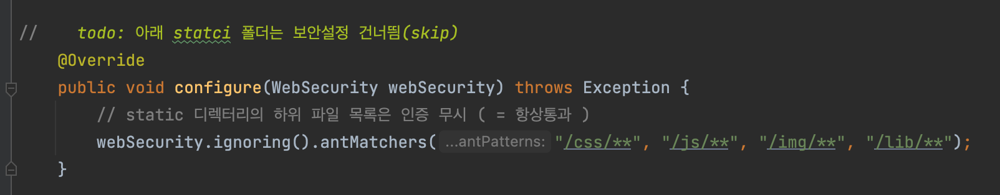 //    todo: 아래 statci 폴더는 보안설정 건너띔(skip)
@Override
public void configure(WebSecurity webSecurity) throws Exception {
// static 디렉터리의 하위 파일 목록은 인증 무시 ( = 항상통과 )
webSecurity.ignoring().antMatchers( ...antPatterns: "/css/**", "/js/**", "/img/**", "/lib/**");
}